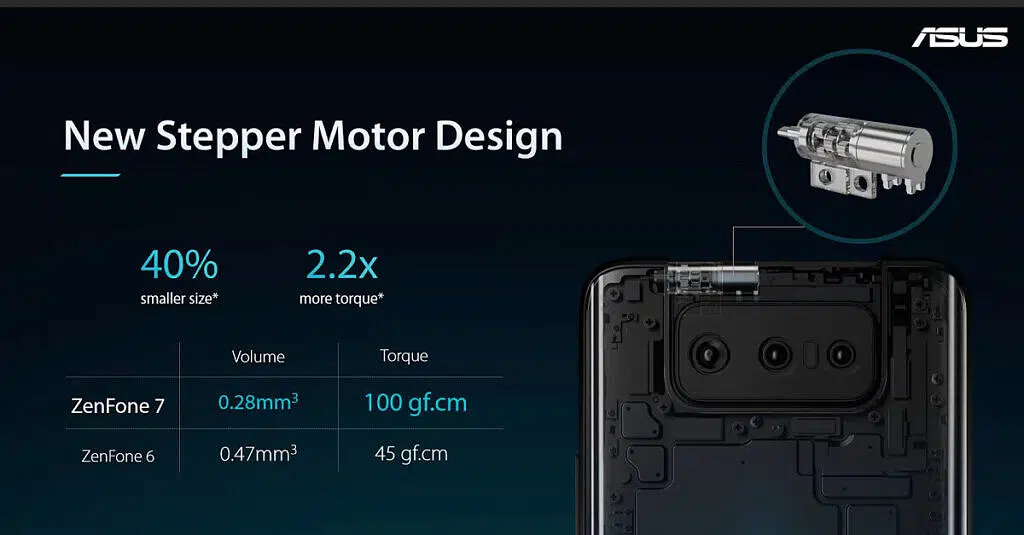 ASUS
New Stepper Motor Design
40%
smaller size*
2.2x
more torque*
Volume Torque
ZenFone 7 0.28mm³ 100 gf.cm
ZenFone 6 0.47mm³ 45 gf.cm